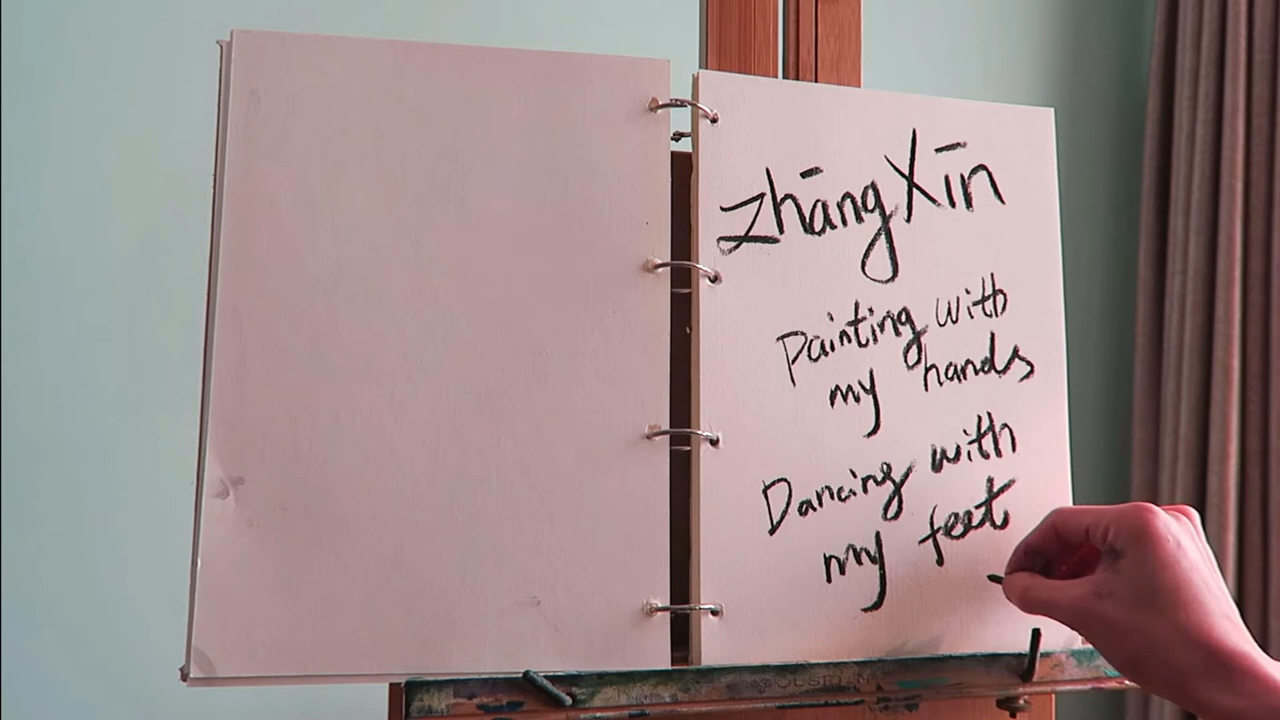 zhāng Xīn
Painting with
my hands
Dancing with
my feet